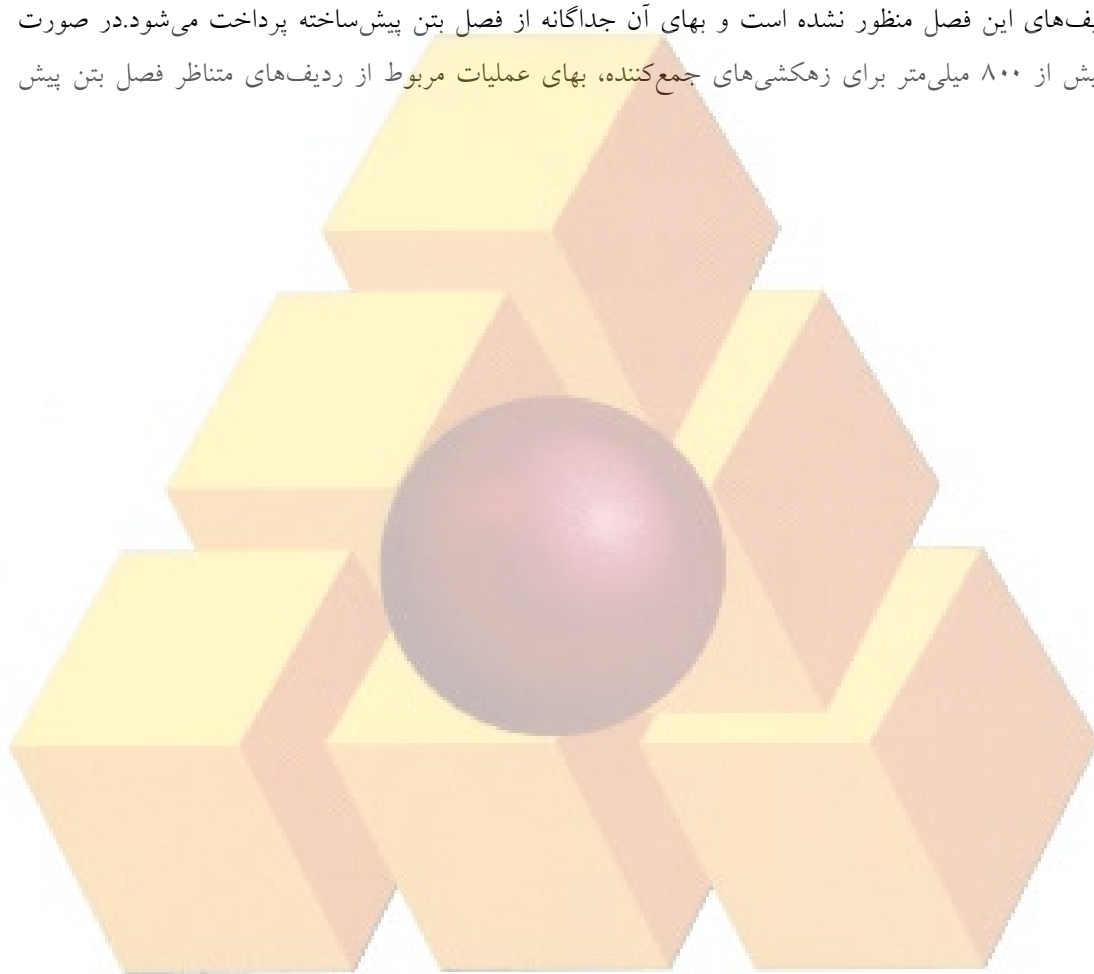 یف‌های این فصل منظور نشده است و بهای آن جداگانه از فصل بتن پیش‌ساخته پرداخت می‌شود.در صورت
یش از ۸۰۰ میلی‌متر برای زهکشی‌های جمع‌کننده، بهای عملیات مربوط از ردیف‌های متناظر فصل بتن پیش